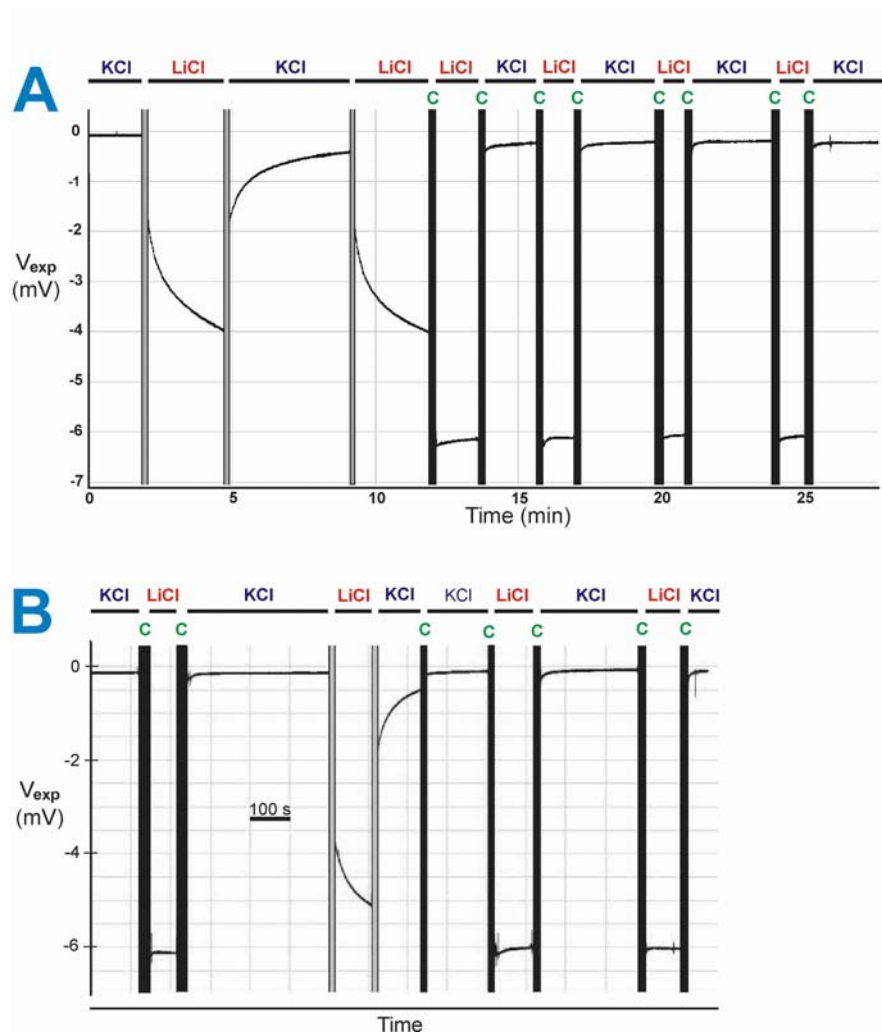 KCl LiCl KCl LiCl LiCl KCl LiCl KCl LiCl KCl LiCl KCl
A
C C C C C C C C
0
-1
-2
-3
-4
-5
-6
-7
Vexp
(mV)
0 5 10 15 20 25
Time (min)
B
KCl LiCl KCl LiCl KCl KCl LiCl KCl LiCl KCl
C C C C C C C
0
-2
-4
-6
Vexp
(mV)
100 s
Time